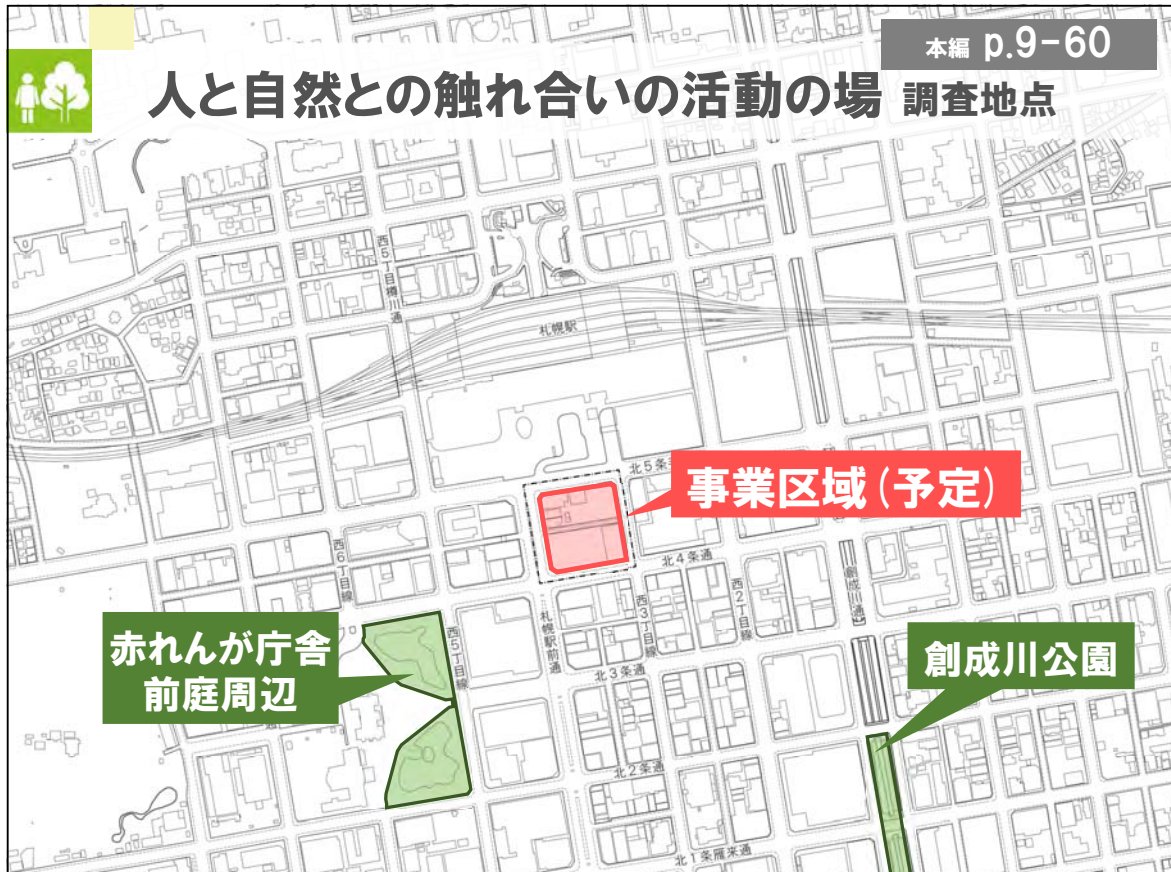 本編 p.9-60
人と自然との触れ合いの活動の場 調査地点
西5丁目樽川通
札幌駅
北5条
事業区域(予定)
北4条通
西6丁目線
西3丁目線
西2丁目線
創成川通
赤れんが庁舎
前庭周辺
西5丁目線
札幌駅前通
北3条通
創成川公園
北2条通
北1条雁来通